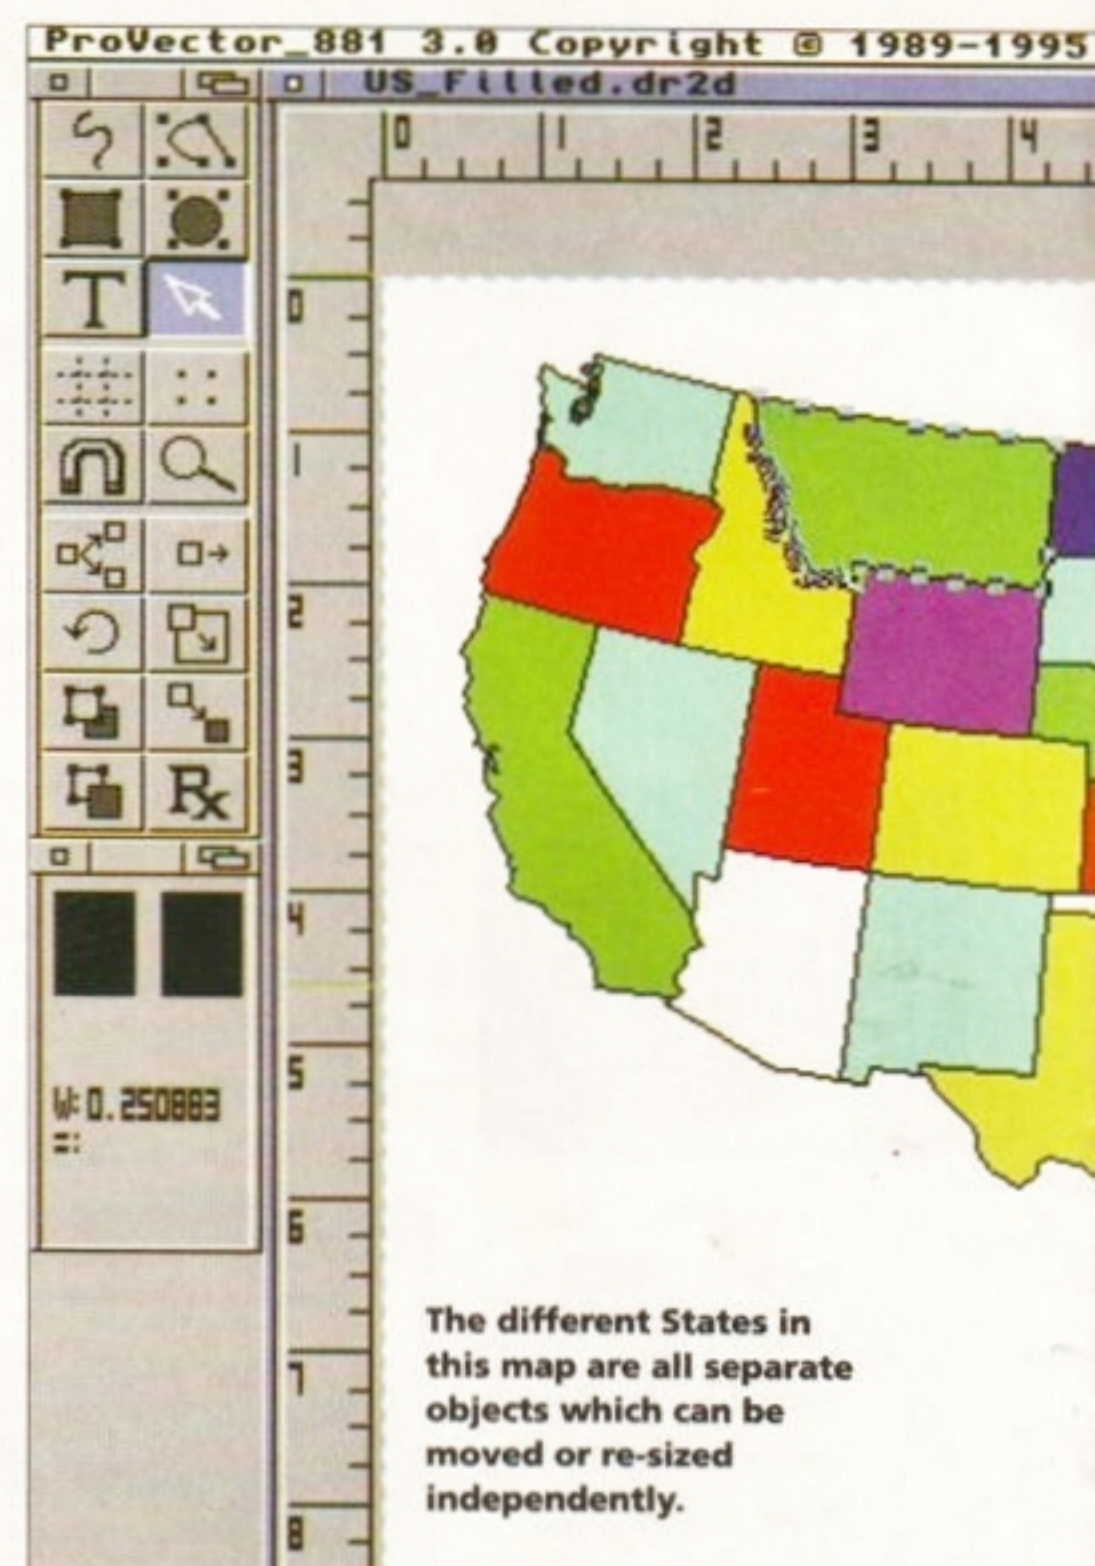 ProVector_881 3.0 Copyright © 1989-1995
US_Filled.dr2d
0 1 2 3 4
T
0
1
2
3
Rx
4
W:0.250883
=:
5
6
7
8
The different States in
this map are all separate
objects which can be
moved or re-sized
independently.